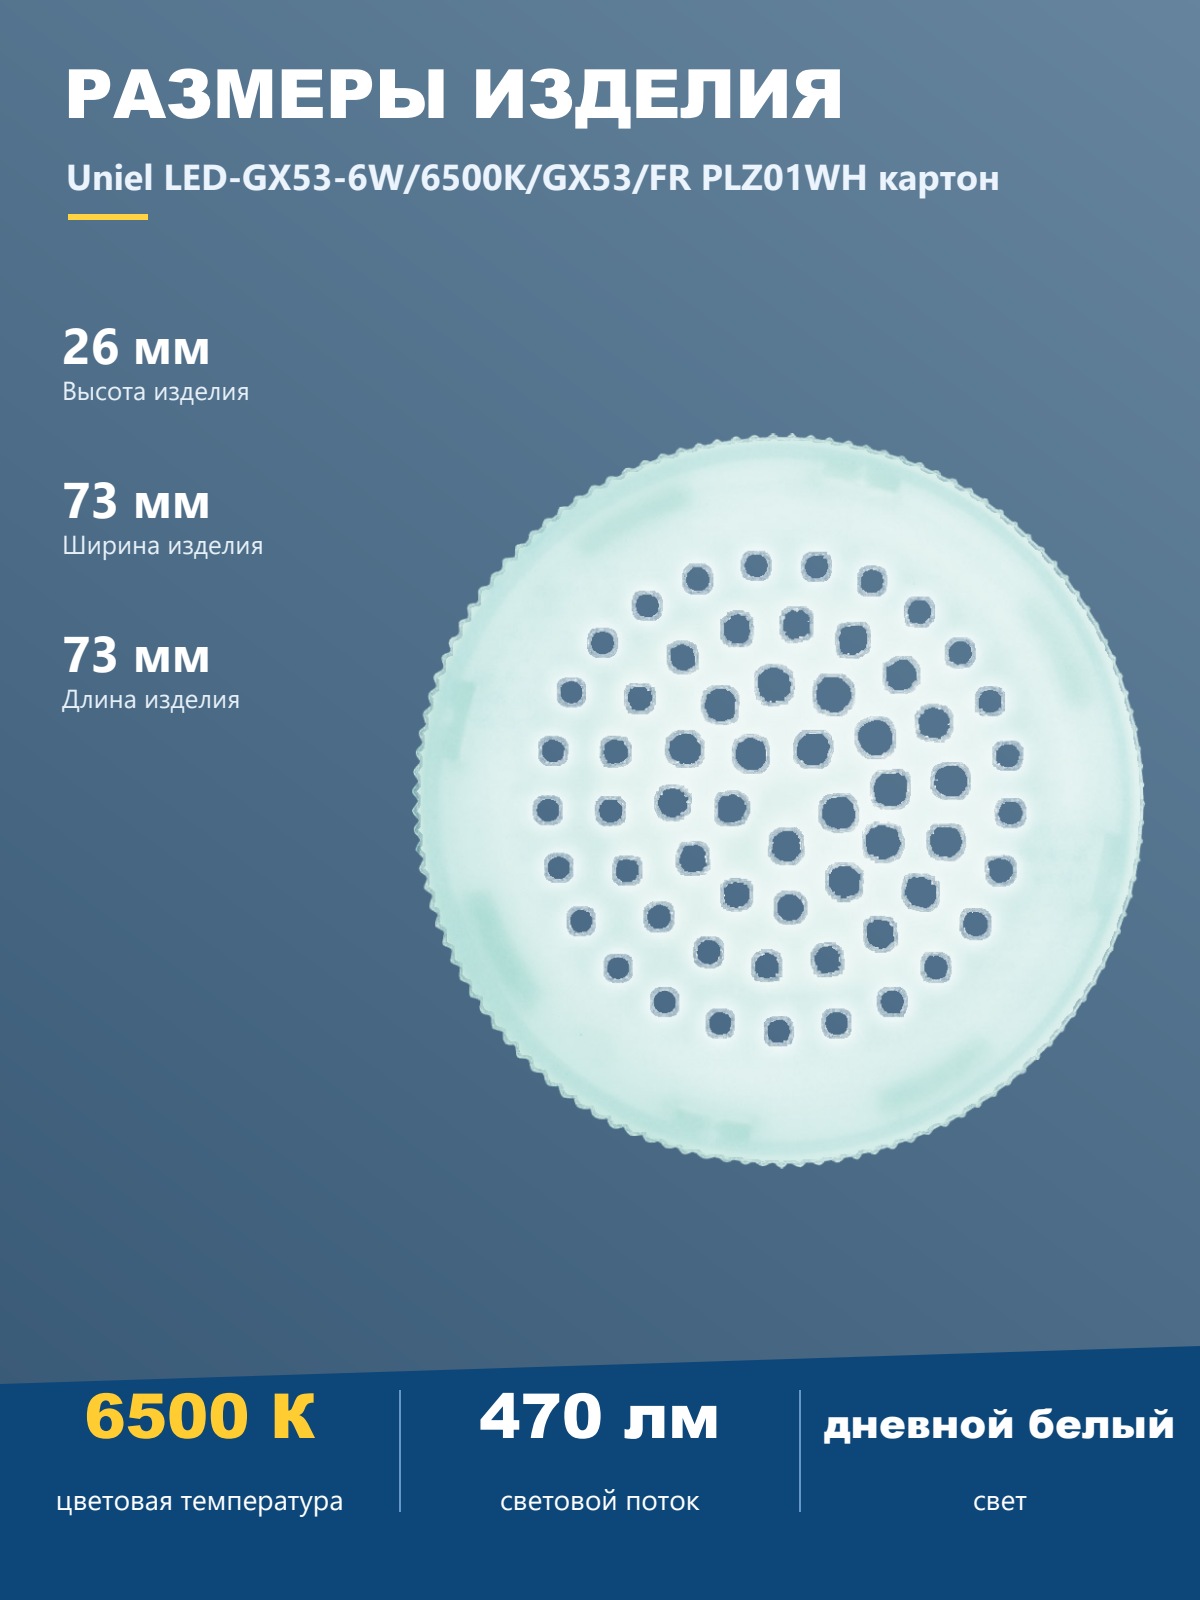 РАЗМЕРЫ ИЗДЕЛИЯ
Uniel LED-GX53-6W/6500K/GX53/FR PLZ01WH картон
26 мм
Высота изделия
73 мм
Ширина изделия
73 мм
Длина изделия
6500 К
цветовая температура
470 лм
световой поток
дневной белый
свет